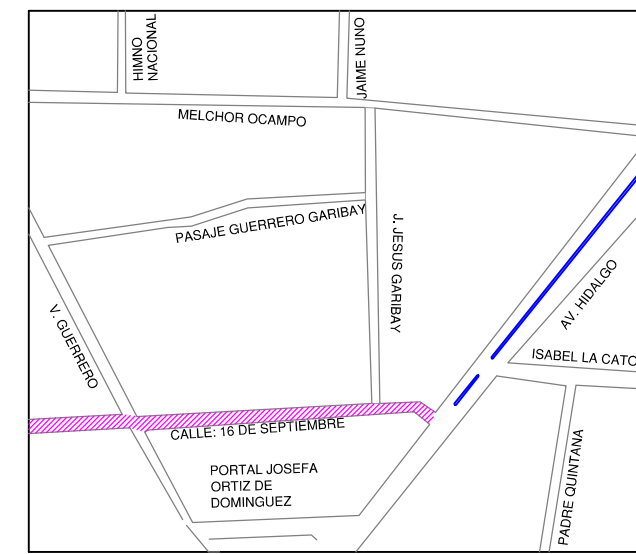 HIMNO
NACIONAL
JAIME NUNO
MELCHOR OCAMPO
PASAJE GUERRERO GARIBAY
J. JESUS GARIBAY
AV. HIDALGO
V. GUERRERO
ISABEL LA CATO
CALLE: 16 DE SEPTIEMBRE
PORTAL JOSEFA
ORTIZ DE
DOMINGUEZ
PADRE QUINTANA